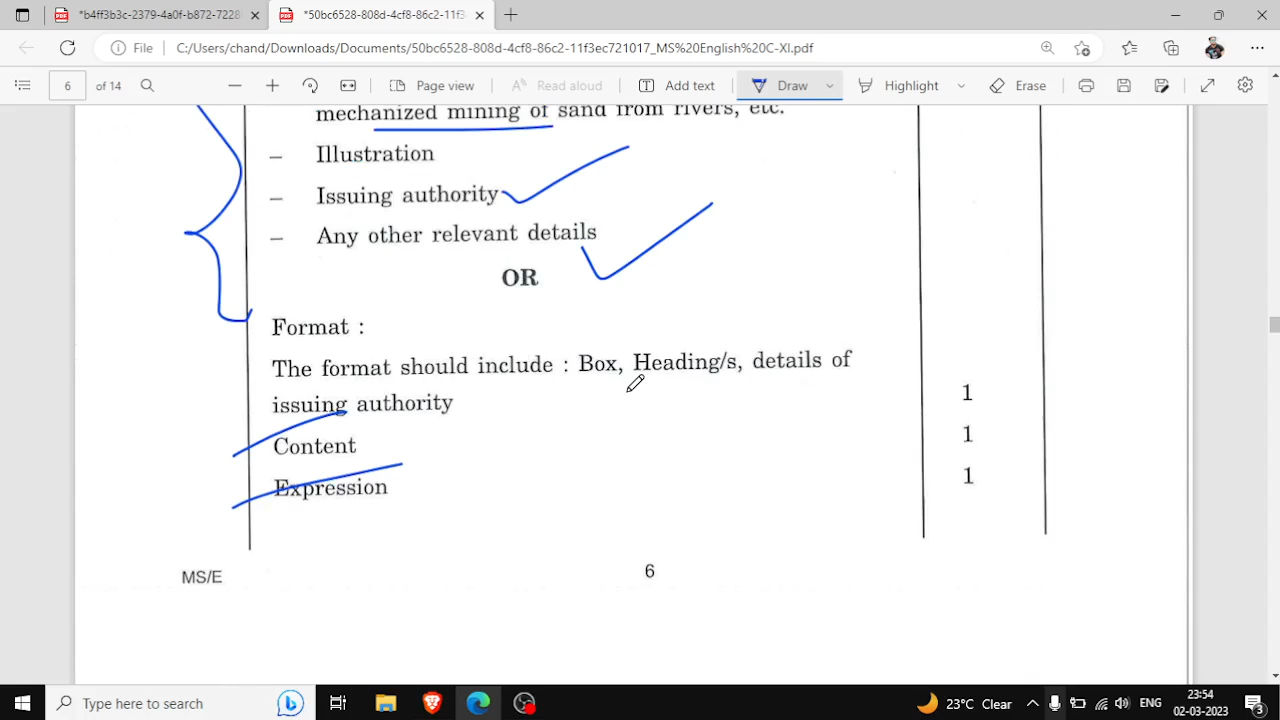 *b4ff3b3c-2379-4a0f-b872-7228
*50bc6528-808d-4cf8-86c2-11f3
File C:/Users/chand/Downloads/Documents/50bc6528-808d-4cf8-86c2-11f3ec721017_MS%20English%20C-XI.pdf
6 of 14 Page view Read aloud Add text Draw Highlight Erase
mechanized mining of sand from rivers, etc.
– Illustration
– Issuing authority
– Any other relevant details
OR
Format :
The format should include : Box, Heading/s, details of
issuing authority 1
Content 1
Expression 1
MS/E 6
Type here to search 23°C Clear ENG 23:54
02-03-2023